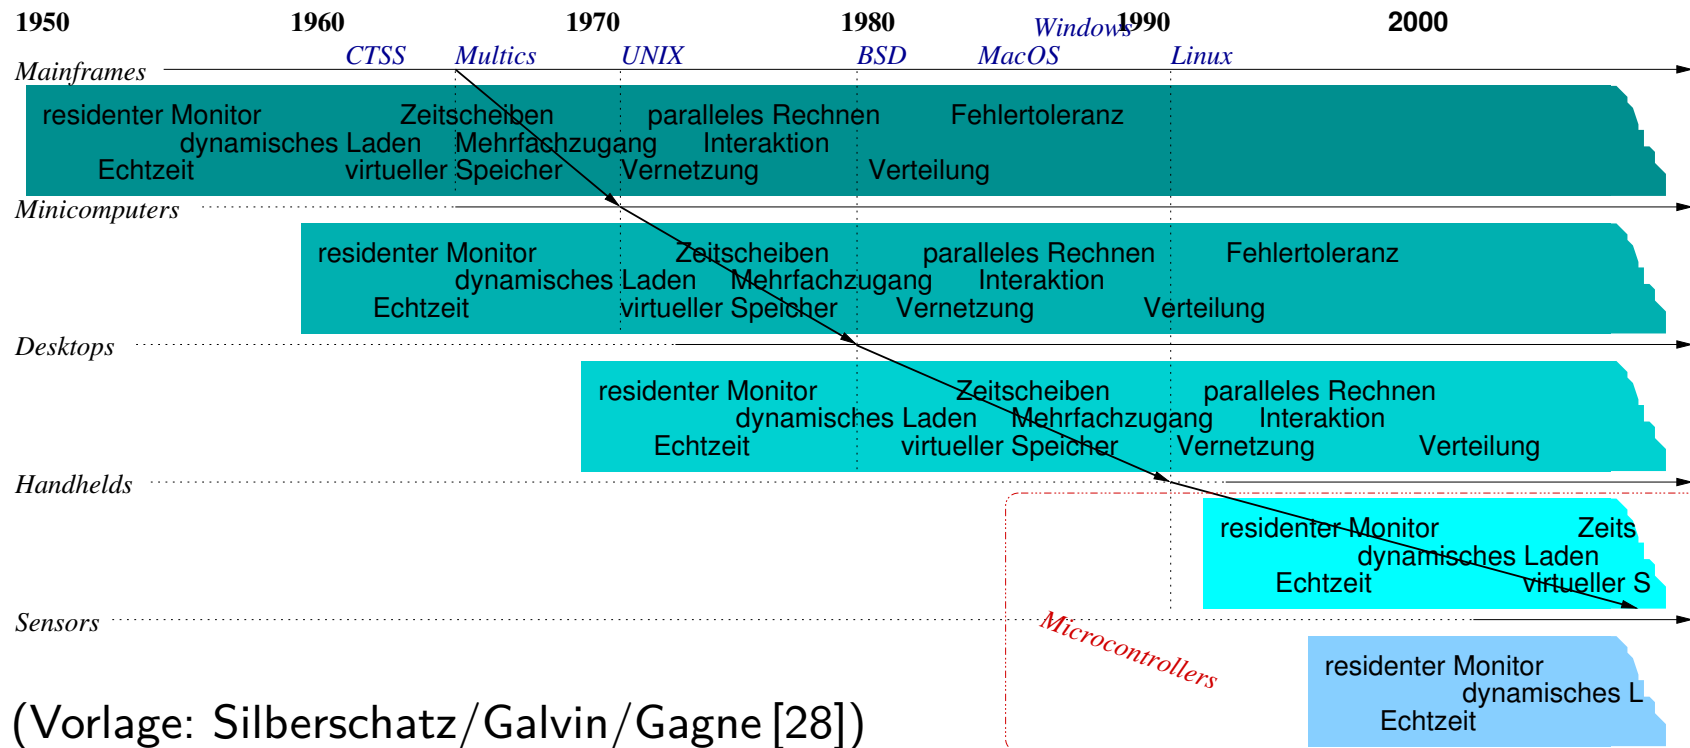 1950 1960 1970 1980 1990 2000
Windows
CTSS Multics UNIX BSD MacOS Linux
Mainframes
residenter Monitor Zeitscheiben paralleles Rechnen Fehlertoleranz
dynamisches Laden Mehrfachzugang Interaktion
Echtzeit virtueller Speicher Vernetzung Verteilung
Minicomputers
residenter Monitor Zeitscheiben paralleles Rechnen Fehlertoleranz
dynamisches Laden Mehrfachzugang Interaktion
Echtzeit virtueller Speicher Vernetzung Verteilung
Desktops
residenter Monitor Zeitscheiben paralleles Rechnen
dynamisches Laden Mehrfachzugang Interaktion
Echtzeit virtueller Speicher Vernetzung Verteilung
Handhelds
residenter Monitor Zeits
dynamisches Laden
Echtzeit virtueller S
Sensors
Microcontrollers
residenter Monitor
dynamisches L
Echtzeit
(Vorlage: Silberschatz/Galvin/Gagne [28])